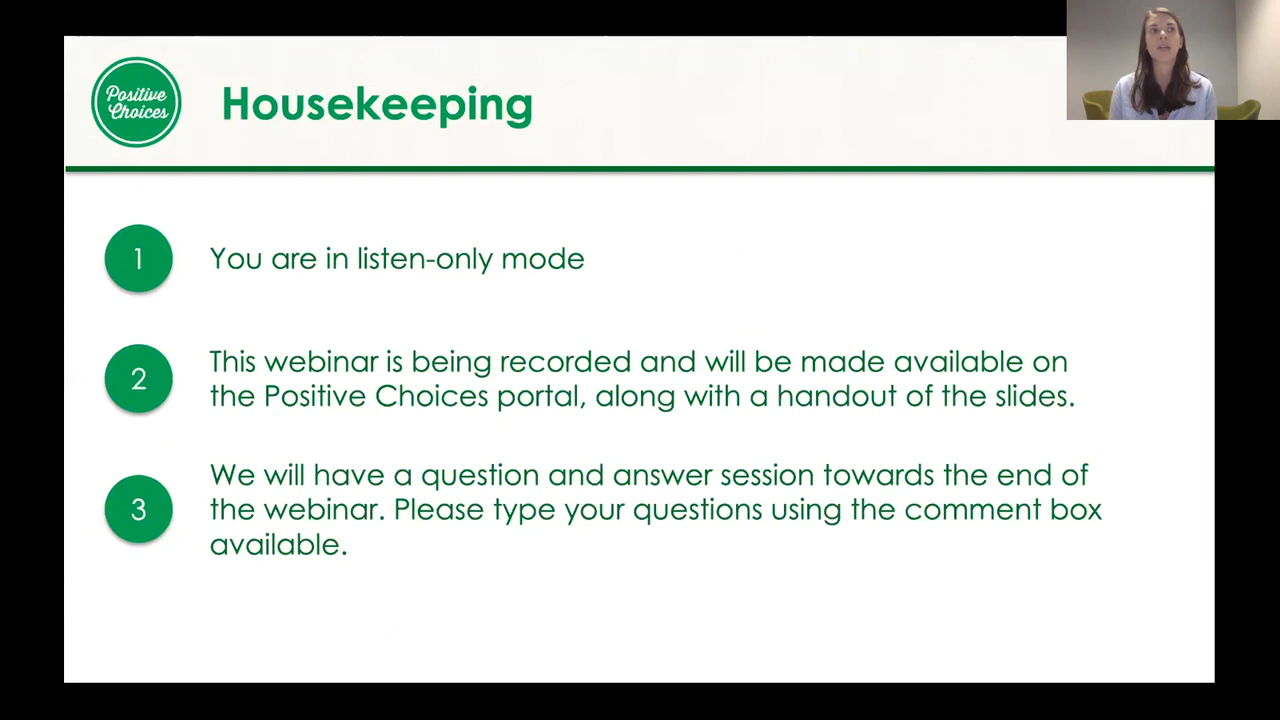 Positive
Choices
Housekeeping
1
You are in listen-only mode
2
This webinar is being recorded and will be made available on
the Positive Choices portal, along with a handout of the slides.
3
We will have a question and answer session towards the end of
the webinar. Please type your questions using the comment box
available.